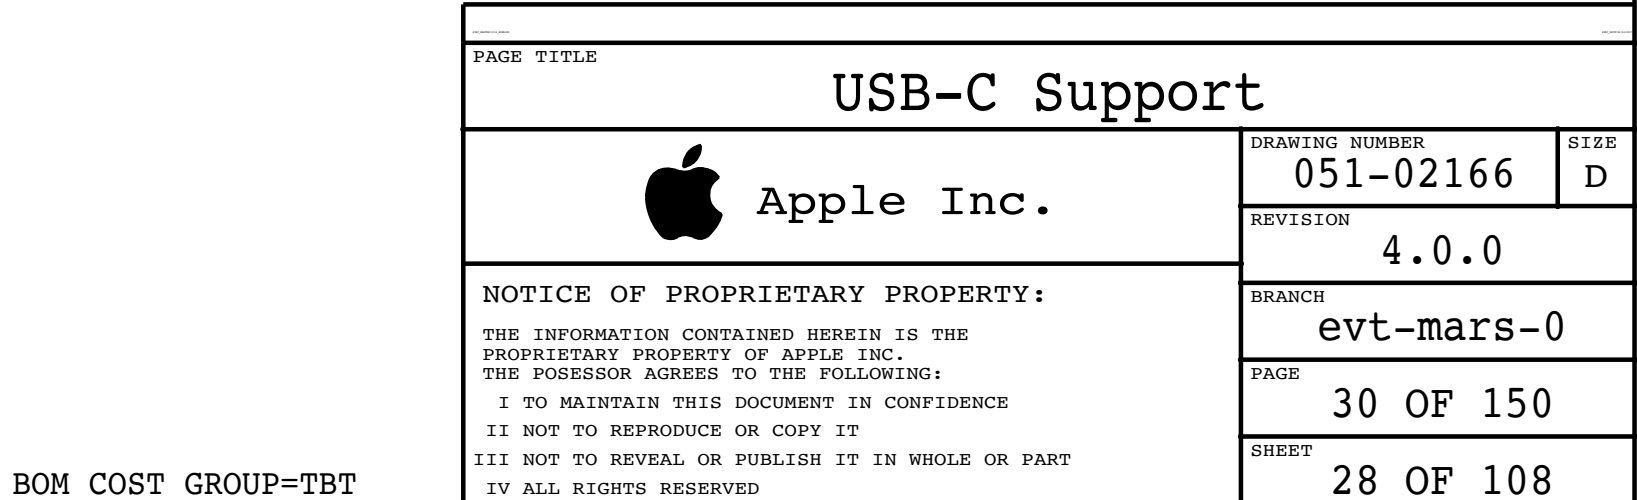 PAGE TITLE
USB-C Support
Apple Inc.
DRAWING NUMBER
051-02166
SIZE
D
REVISION
4.0.0
NOTICE OF PROPRIETARY PROPERTY:
BRANCH
evt-mars-0
THE INFORMATION CONTAINED HEREIN IS THE
PROPRIETARY PROPERTY OF APPLE INC.
THE POSESSOR AGREES TO THE FOLLOWING:
PAGE
30 OF 150
I TO MAINTAIN THIS DOCUMENT IN CONFIDENCE
II NOT TO REPRODUCE OR COPY IT
III NOT TO REVEAL OR PUBLISH IT IN WHOLE OR PART
IV ALL RIGHTS RESERVED
SHEET
28 OF 108
BOM COST GROUP=TBT